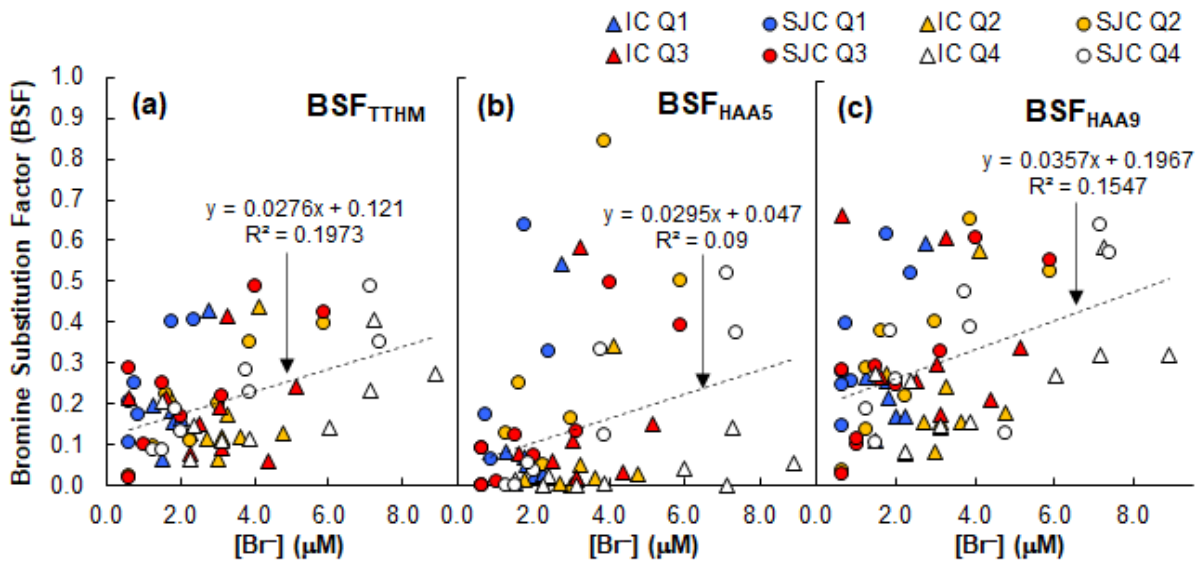 IC Q1 SJC Q1 IC Q2 SJC Q2
IC Q3 SJC Q3 IC Q4 SJC Q4
Bromine Substitution Factor (BSF)
1.0
0.9
0.8
0.7
0.6
0.5
0.4
0.3
0.2
0.1
0.0
(a) BSF_TTHM
y = 0.0276x + 0.121
R² = 0.1973
0.0 2.0 4.0 6.0 8.0
[Br⁻] (μM)
(b) BSF_HAA5
y = 0.0295x + 0.047
R² = 0.09
0.0 2.0 4.0 6.0 8.0
[Br⁻] (μM)
(c) BSF_HAA9
y = 0.0357x + 0.1967
R² = 0.1547
0.0 2.0 4.0 6.0 8.0
[Br⁻] (μM)